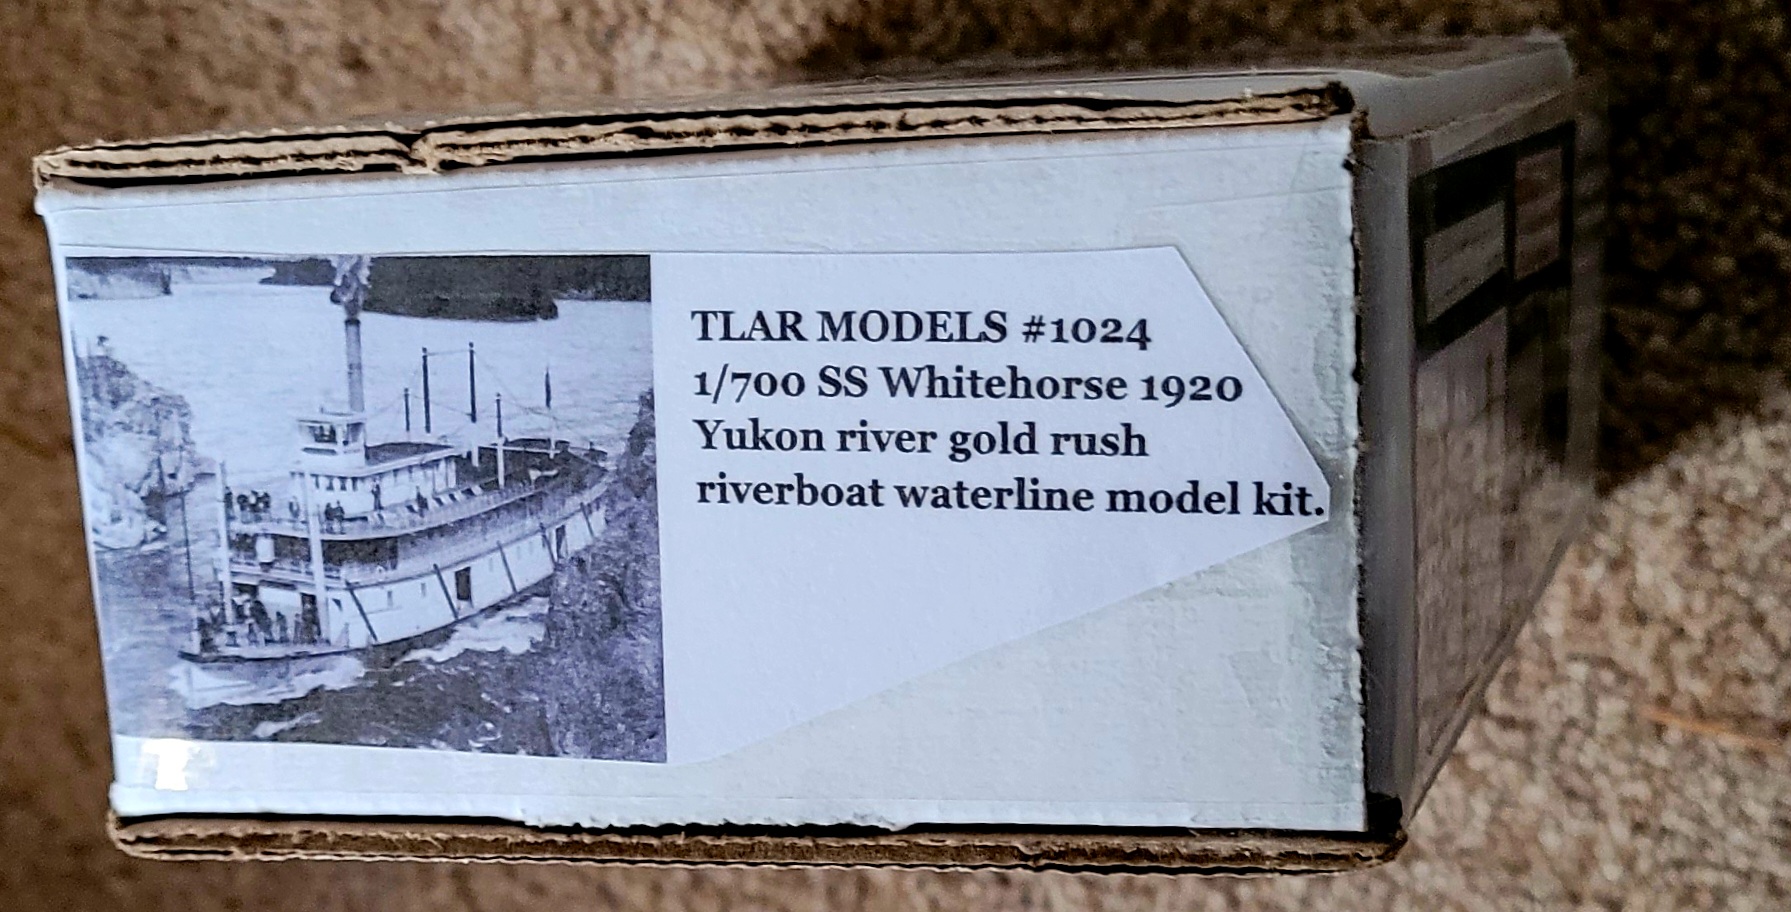 TLAR MODELS #1024
1/700 SS Whitehorse 1920
Yukon river gold rush
riverboat waterline model kit.